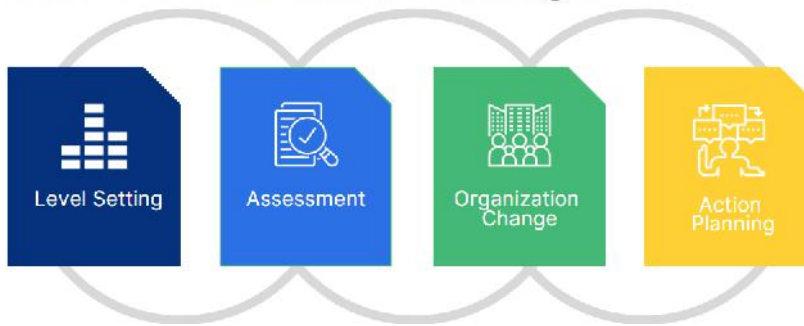 Level Setting
Assessment
Organization
Change
Action
Planning